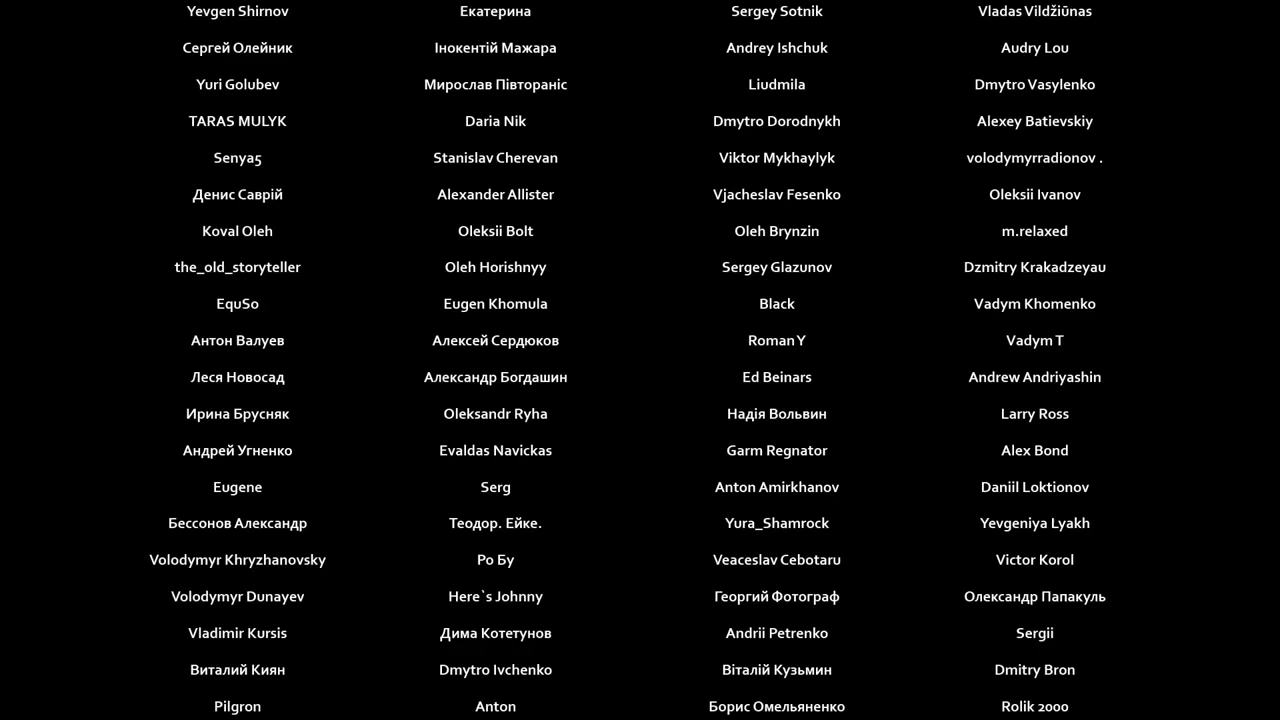 Yevgen Shirnov Екатерина Sergey Sotnik Vladas Vildžiūnas
Сергей Олейник Інокентій Мажара Andrey Ishchuk Audry Lou
Yuri Golubev Мирослав Півтораніс Liudmila Dmytro Vasylenko
TARAS MULYK Daria Nik Dmytro Dorodnykh Alexey Batievskiy
Senya5 Stanislav Cherevan Viktor Mykhaylyk volodymyrradionov .
Денис Саврій Alexander Allister Vjacheslav Fesenko Oleksii Ivanov
Koval Oleh Oleksii Bolt Oleh Brynzin m.relaxed
the_old_storyteller Oleh Horishnyy Sergey Glazunov Dzmitry Krakadzeyau
EquSo Eugen Khomula Black Vadym Khomenko
Антон Валуев Алексей Сердюков Roman Y Vadym T
Леся Новосад Александр Богдашин Ed Beinars Andrew Andriyashin
Ирина Брусняк Oleksandr Ryha Надія Вольвин Larry Ross
Андрей Угненко Evaldas Navickas Garm Regnator Alex Bond
Eugene Serg Anton Amirkhanov Daniil Loktionov
Бессонов Александр Теодор. Ейке. Yura_Shamrock Yevgeniya Lyakh
Volodymyr Khryzhanovsky Ро Бу Veaceslav Cebotaru Victor Korol
Volodymyr Dunayev Here`s Johnny Георгий Фотограф Олександр Папакуль
Vladimir Kursis Дима Котетунов Andrii Petrenko Sergii
Виталий Киян Dmytro Ivchenko Віталій Кузьмин Dmitry Bron
Pilgron Anton Борис Омельяненко Rolik 2000